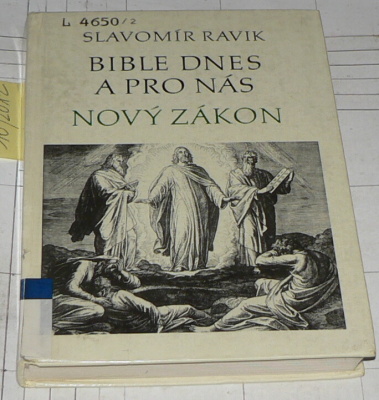 L 4650/2
SLAVOMÍR RAVIK
BIBLE DNES
A PRO NÁS
NOVÝ ZÁKON